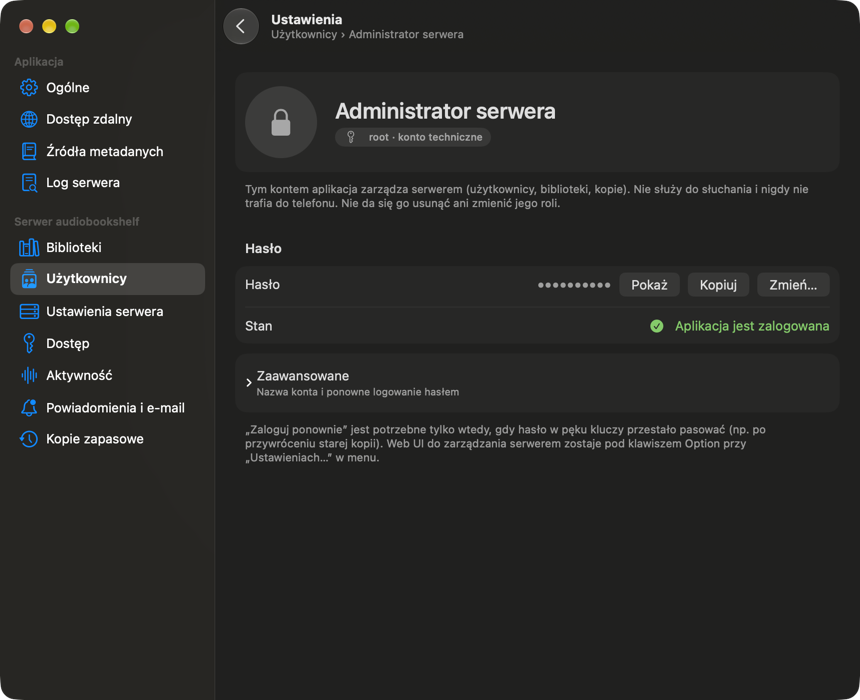 Ustawienia
Użytkownicy › Administrator serwera
Aplikacja
Ogólne
Dostęp zdalny
Źródła metadanych
Log serwera
Serwer audiobookshelf
Biblioteki
Użytkownicy
Ustawienia serwera
Dostęp
Aktywność
Powiadomienia i e-mail
Kopie zapasowe
Administrator serwera
root · konto techniczne
Tym kontem aplikacja zarządza serwerem (użytkownicy, biblioteki, kopie). Nie służy do słuchania i nigdy nie
trafia do telefonu. Nie da się go usunąć ani zmienić jego roli.
Hasło
Hasło ●●●●●●●●●● Pokaż Kopiuj Zmień...
Stan Aplikacja jest zalogowana
Zaawansowane
Nazwa konta i ponowne logowanie hasłem
„Zaloguj ponownie” jest potrzebne tylko wtedy, gdy hasło w pęku kluczy przestało pasować (np. po
przywróceniu starej kopii). Web UI do zarządzania serwerem zostaje pod klawiszem Option przy
„Ustawieniach...” w menu.